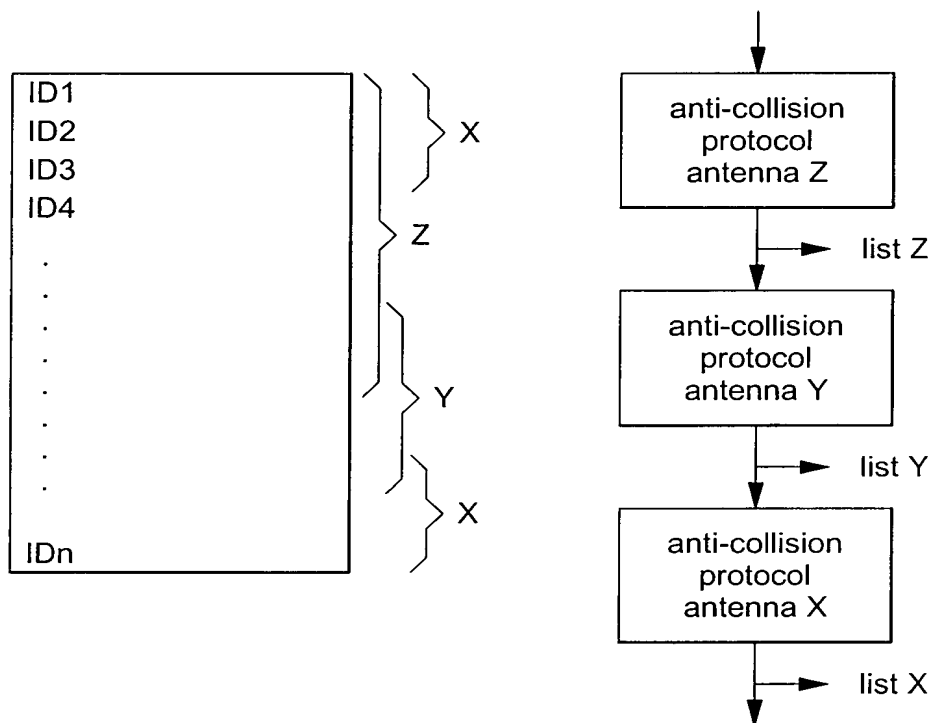 ID1
ID2
ID3
ID4
.
.
.
.
.
.
.
.
IDn
X
Z
Y
X
anti-collision
protocol
antenna Z
list Z
anti-collision
protocol
antenna Y
list Y
anti-collision
protocol
antenna X
list X